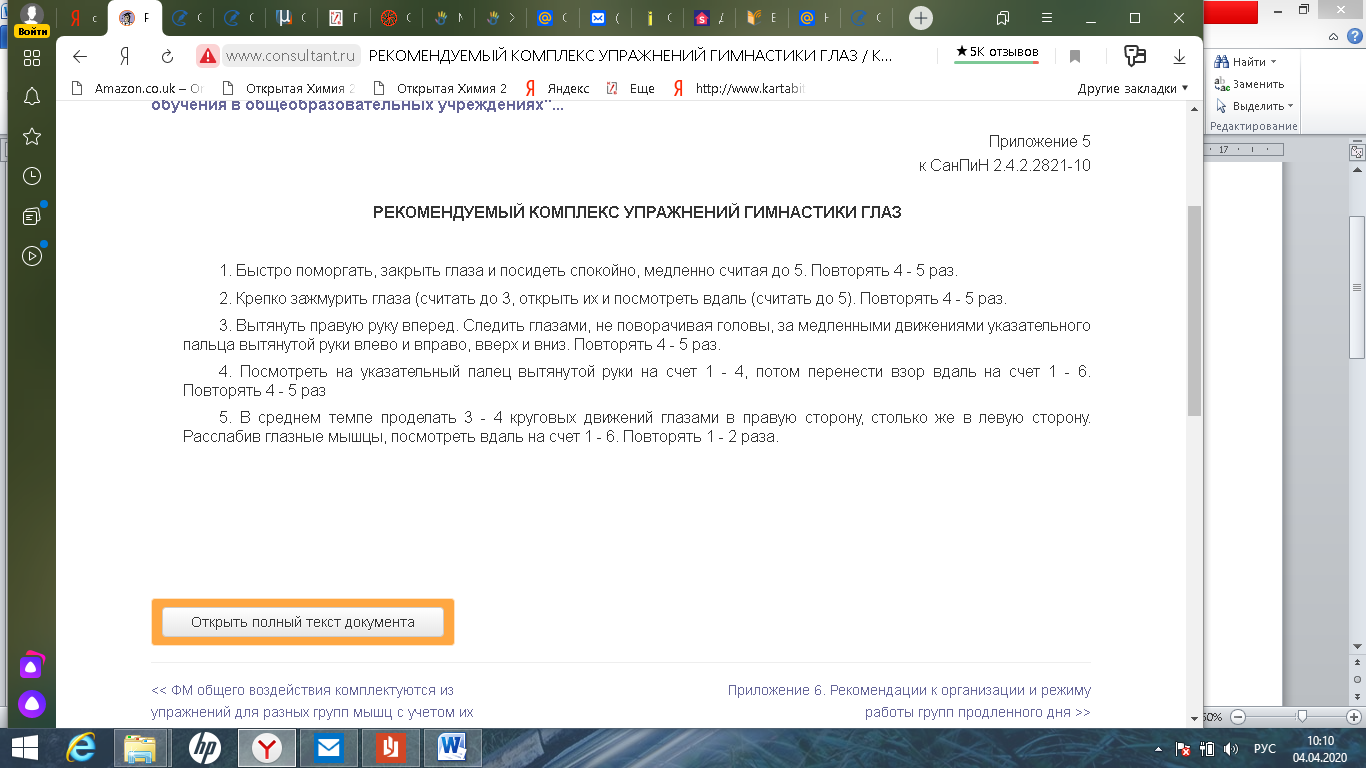 Войти
www.consultant.ru РЕКОМЕНДУЕМЫЙ КОМПЛЕКС УПРАЖНЕНИЙ ГИМНАСТИКИ ГЛАЗ / К...
★5K отзывов
Amazon.co.uk – Or
Открытая Химия 2
Открытая Химия 2
Яндекс
Еще
http://www.kartabit
Другие закладки
Найти
Заменить
Выделить
Редактирование
17
обучения в общеобразовательных учреждениях"...
Приложение 5
к СанПиН 2.4.2.2821-10
РЕКОМЕНДУЕМЫЙ КОМПЛЕКС УПРАЖНЕНИЙ ГИМНАСТИКИ ГЛАЗ
1. Быстро поморгать, закрыть глаза и посидеть спокойно, медленно считая до 5. Повторять 4 - 5 раз.
2. Крепко зажмурить глаза (считать до 3, открыть их и посмотреть вдаль (считать до 5). Повторять 4 - 5 раз.
3. Вытянуть правую руку вперед. Следить глазами, не поворачивая головы, за медленными движениями указательного
пальца вытянутой руки влево и вправо, вверх и вниз. Повторять 4 - 5 раз.
4. Посмотреть на указательный палец вытянутой руки на счет 1 - 4, потом перенести взор вдаль на счет 1 - 6.
Повторять 4 - 5 раз
5. В среднем темпе проделать 3 - 4 круговых движений глазами в правую сторону, столько же в левую сторону.
Расслабив глазные мышцы, посмотреть вдаль на счет 1 - 6. Повторять 1 - 2 раза.
Открыть полный текст документа
<< ФМ общего воздействия комплектуются из
упражнений для разных групп мышц с учетом их
Приложение 6. Рекомендации к организации и режиму
работы групп продленного дня >>
РУС
10:10
04.04.2020